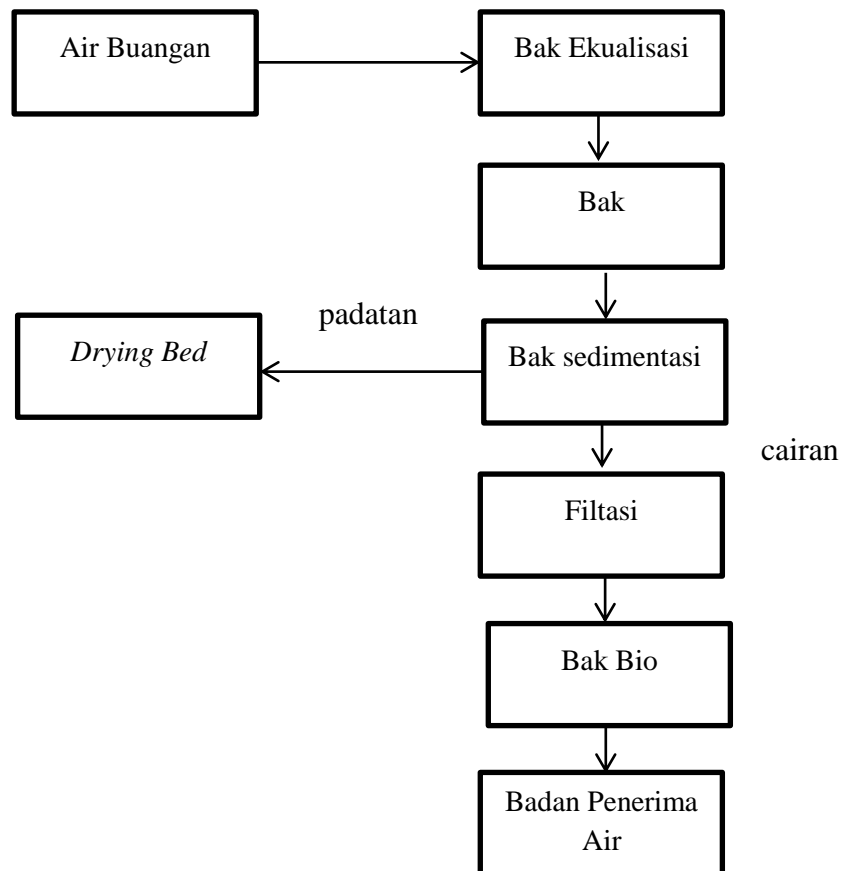 Air Buangan
Bak Ekualisasi
Bak
padatan
Drying Bed
Bak sedimentasi
cairan
Filtasi
Bak Bio
Badan Penerima
Air